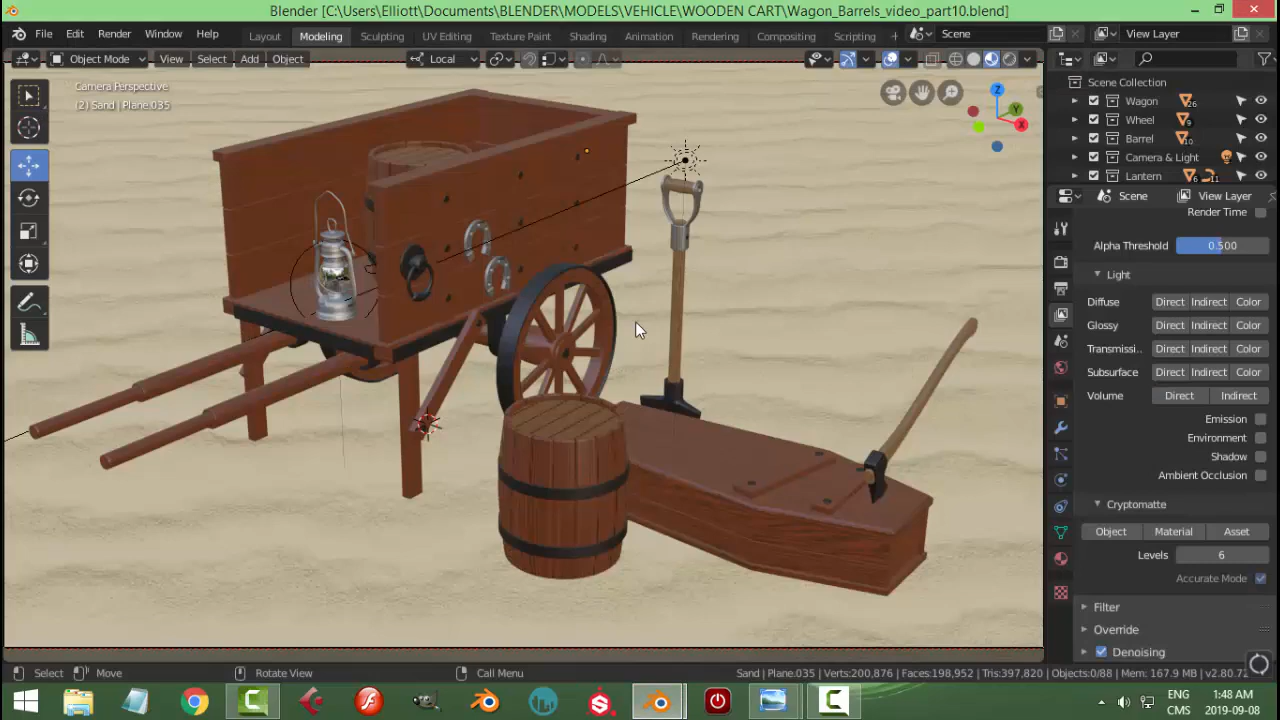 Blender [C:\Users\Elliott\Documents\BLENDER\MODELS\VEHICLE\WOODEN CART\Wagon_Barrels_video_part10.blend]
File Edit Render Window Help Layout Modeling Sculpting UV Editing Texture Paint Shading Animation Rendering Compositing Scripting + Scene View Layer
Object Mode View Select Add Object Local
Camera Perspective
(2) Sand | Plane.035
Z
Y
X
Scene Collection
Wagon 26
Wheel
Barrel 10
Camera & Light
Lantern 6 11
Scene View Layer
Render Time
Alpha Threshold 0.500
Light
Diffuse Direct Indirect Color
Glossy Direct Indirect Color
Transmissi.. Direct Indirect Color
Subsurface Direct Indirect Color
Volume Direct Indirect
Emission
Environment
Shadow
Ambient Occlusion
Cryptomatte
Object Material Asset
Levels 6
Accurate Mode
Filter
Override
Denoising
Select Move Rotate View Call Menu Sand | Plane.035 | Verts:200,876 | Faces:198,952 | Tris:397,820 | Objects:0/88 | Mem: 167.9 MB | v2.80.7
ENG 1:48 AM
CMS 2019-09-08